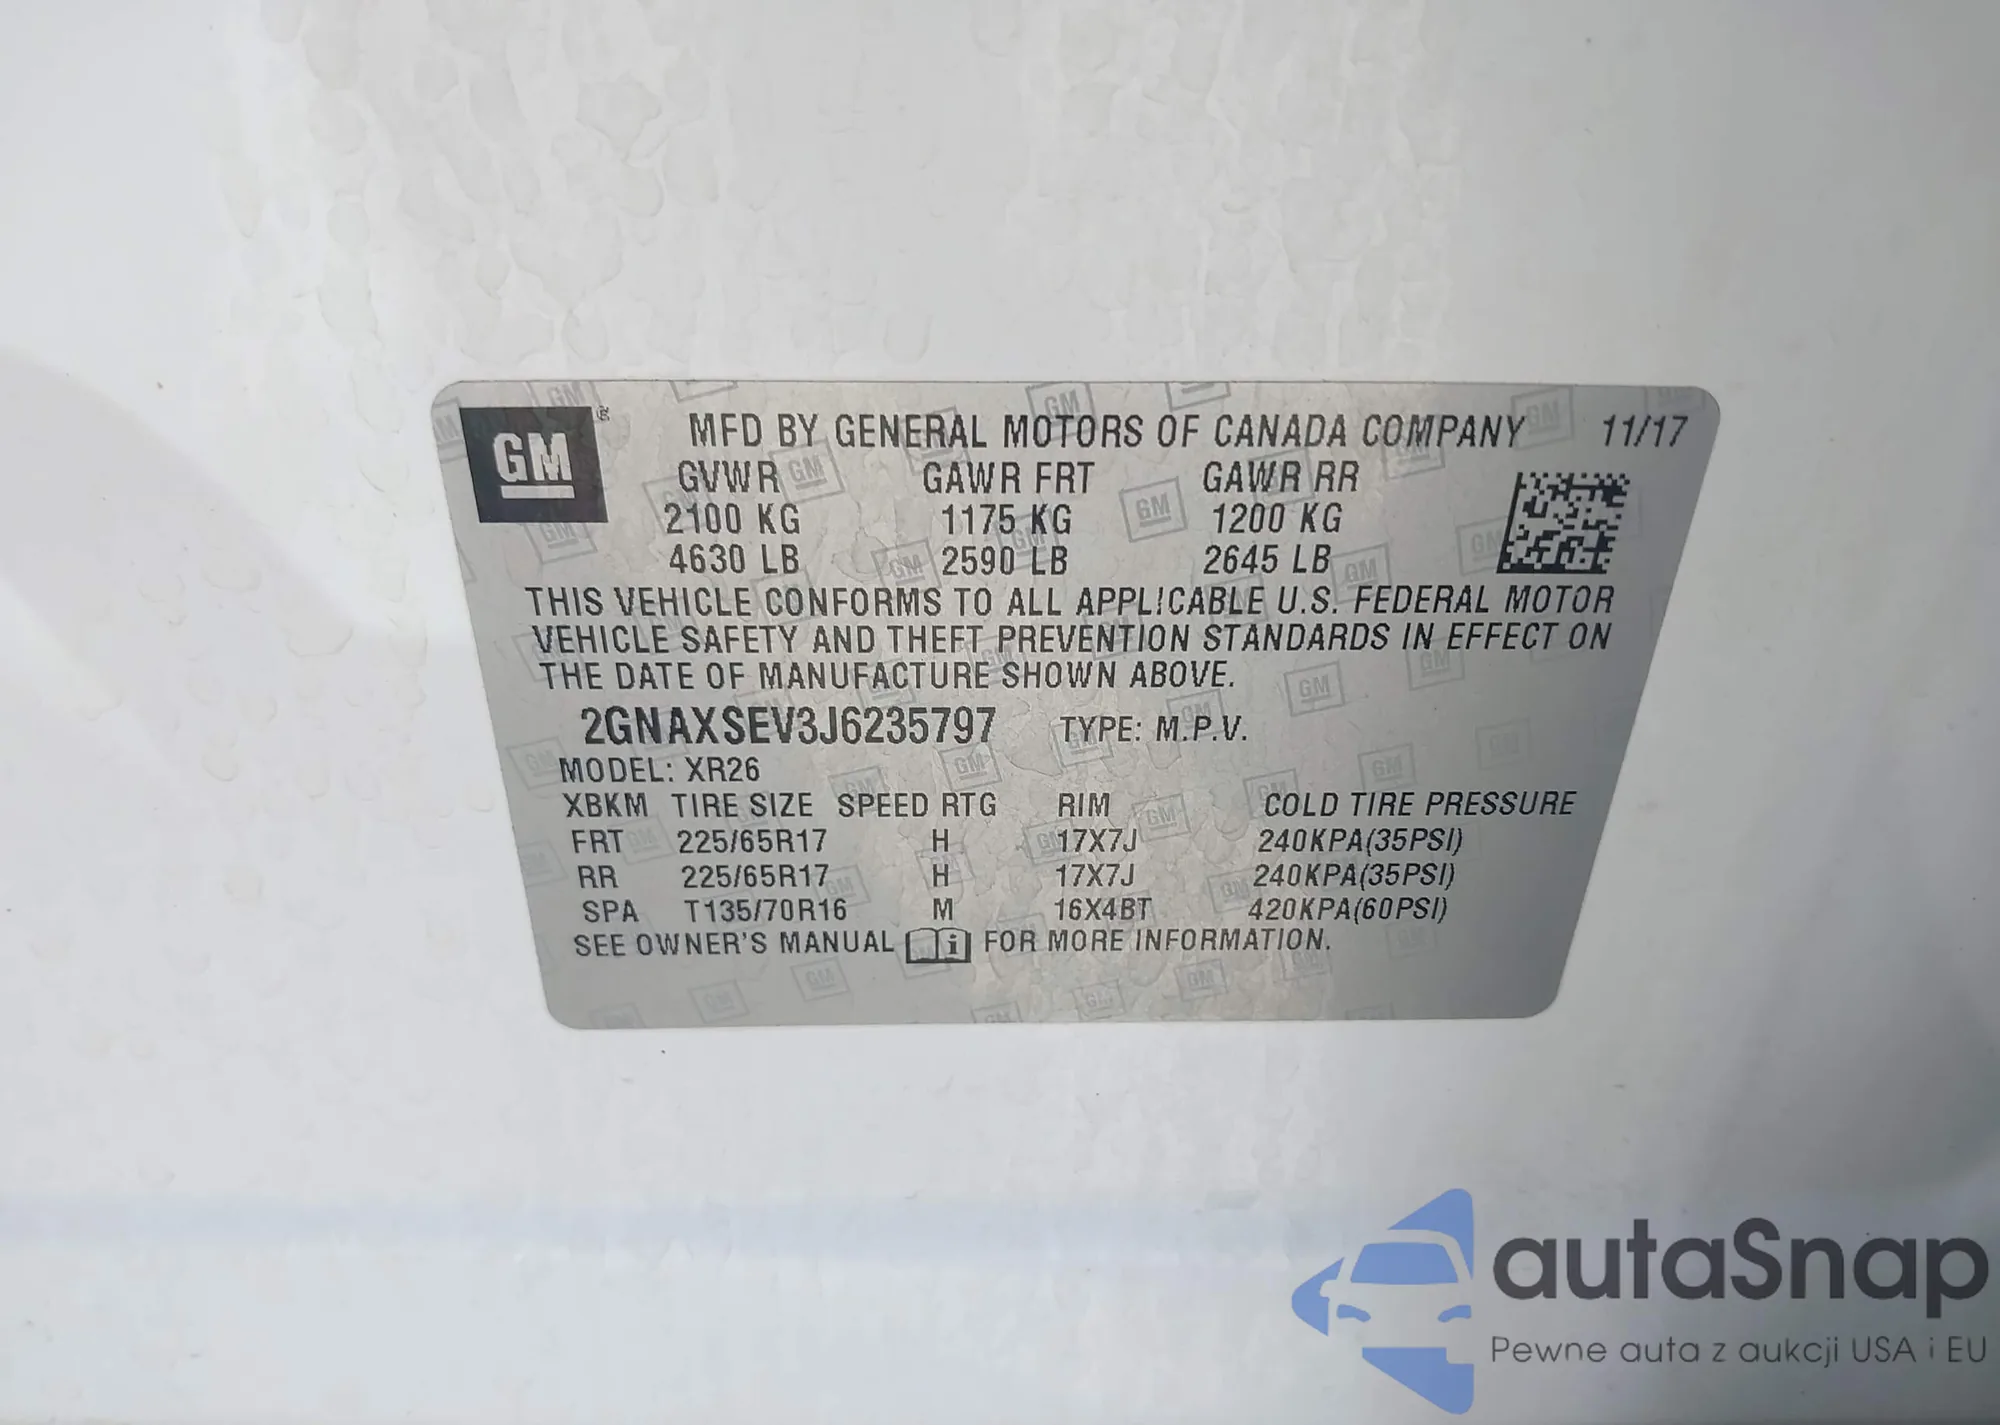 GM
MFD BY GENERAL MOTORS OF CANADA COMPANY 11/17
GVWR GAWR FRT GAWR RR
2100 KG 1175 KG 1200 KG
4630 LB 2590 LB 2645 LB
THIS VEHICLE CONFORMS TO ALL APPLICABLE U.S. FEDERAL MOTOR
VEHICLE SAFETY AND THEFT PREVENTION STANDARDS IN EFFECT ON
THE DATE OF MANUFACTURE SHOWN ABOVE.
2GNAXSEV3J6235797 TYPE: M.P.V.
MODEL: XR26
XBKM TIRE SIZE SPEED RTG RIM COLD TIRE PRESSURE
FRT 225/65R17 H 17X7J 240KPA(35PSI)
RR 225/65R17 H 17X7J 240KPA(35PSI)
SPA T135/70R16 M 16X4BT 420KPA(60PSI)
SEE OWNER'S MANUAL i FOR MORE INFORMATION.
autaSnap
Pewne auta z aukcji USA i EU